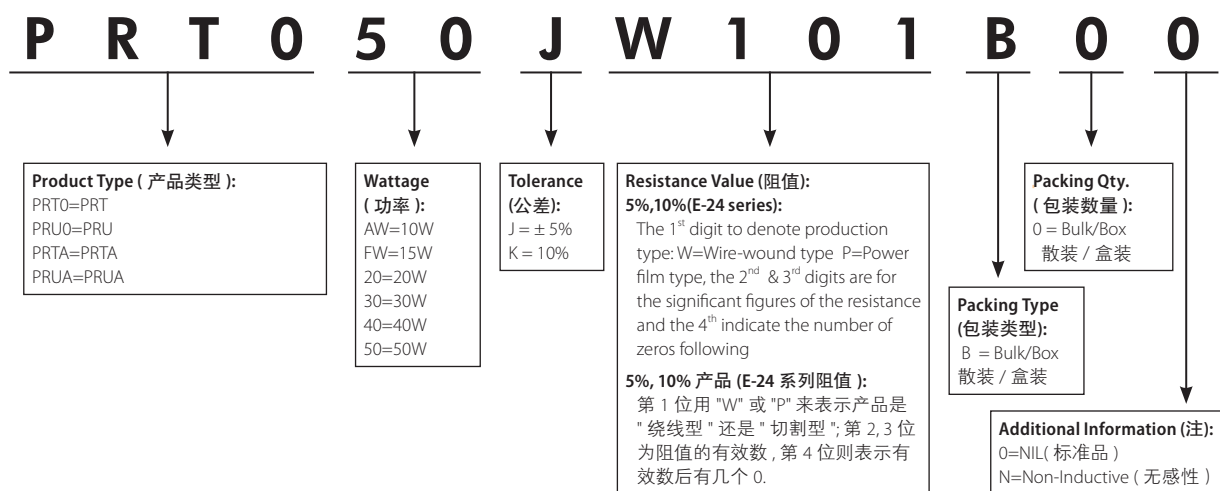 P R T 0 5 0 J W 1 0 1 B 0 0
Product Type ( 产品类型 ):
PRT0=PRT
PRU0=PRU
PRTA=PRTA
PRUA=PRUA
Wattage
( 功率 ):
AW=10W
FW=15W
20=20W
30=30W
40=40W
50=50W
Tolerance
(公差):
J = ± 5%
K = 10%
Resistance Value (阻值):
5%,10%(E-24 series):
The 1st digit to denote production
type: W=Wire-wound type P=Power
film type, the 2nd & 3rd digits are for
the significant figures of the resistance
and the 4th indicate the number of
zeros following
5%, 10% 产品 (E-24 系列阻值 ):
第 1 位用 "W" 或 "P" 来表示产品是
" 绕线型 " 还是 " 切割型 "; 第 2, 3 位
为阻值的有效数 , 第 4 位则表示有
效数后有几个 0.
Packing Type
(包装类型):
B = Bulk/Box
散装 / 盒装
Packing Qty.
( 包装数量 ):
0 = Bulk/Box
散装 / 盒装
Additional Information (注):
0=NIL( 标准品 )
N=Non-Inductive ( 无感性 )